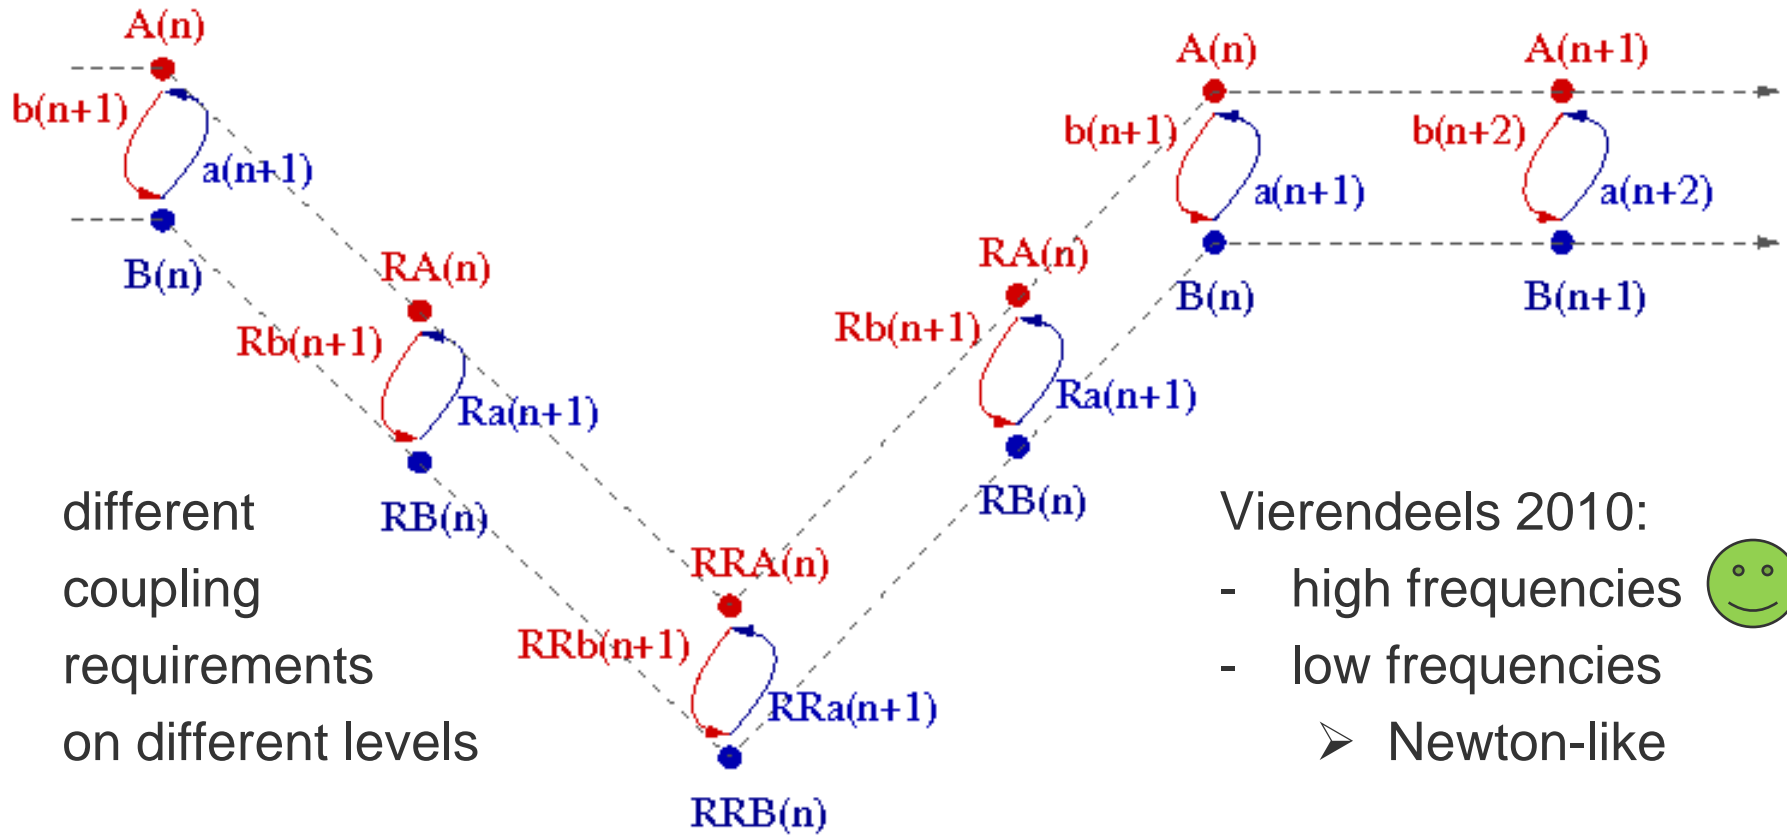 A(n)
b(n+1)
a(n+1)
B(n)
RA(n)
Rb(n+1)
Ra(n+1)
RB(n)
RRA(n)
RRb(n+1)
RRa(n+1)
RRB(n)
RA(n)
Rb(n+1)
Ra(n+1)
RB(n)
A(n)
b(n+1)
a(n+1)
B(n)
A(n+1)
b(n+2)
a(n+2)
B(n+1)
different
coupling
requirements
on different levels
Vierendeels 2010:
- high frequencies
- low frequencies
➢ Newton-like